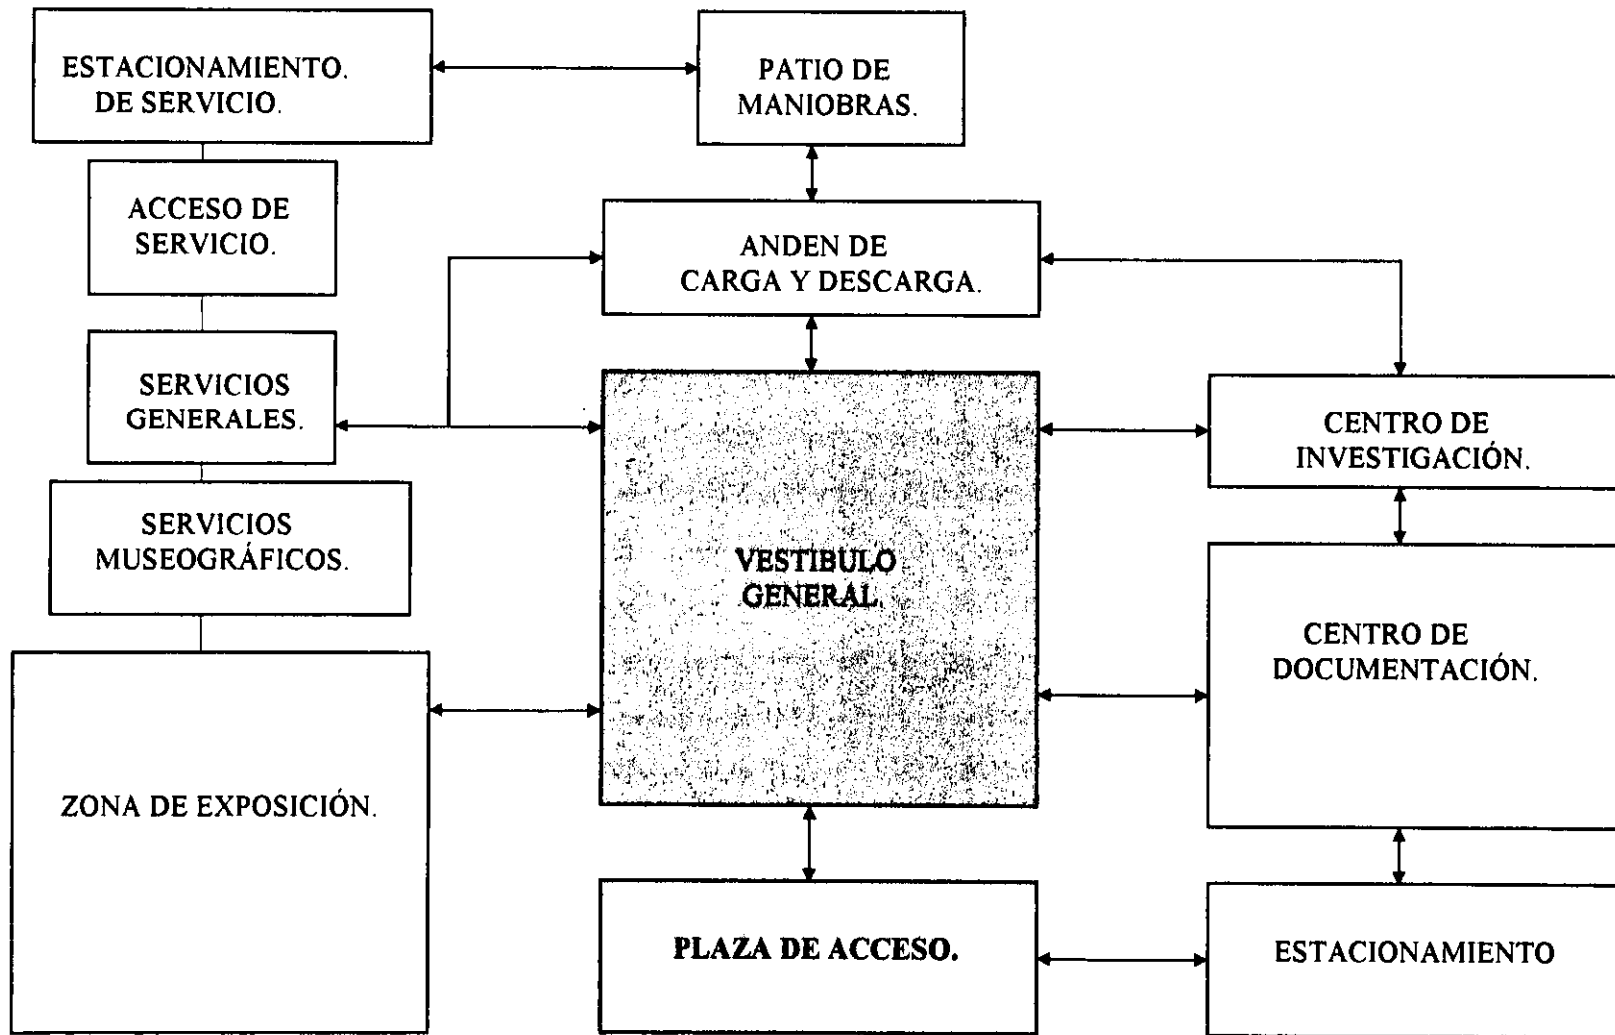 ESTACIONAMIENTO.
DE SERVICIO.
PATIO DE
MANIOBRAS.
ACCESO DE
SERVICIO.
ANDEN DE
CARGA Y DESCARGA.
SERVICIOS
GENERALES.
CENTRO DE
INVESTIGACIÓN.
SERVICIOS
MUSEOGRÁFICOS.
VESTIBULO
GENERAL.
CENTRO DE
DOCUMENTACIÓN.
ZONA DE EXPOSICIÓN.
PLAZA DE ACCESO.
ESTACIONAMIENTO